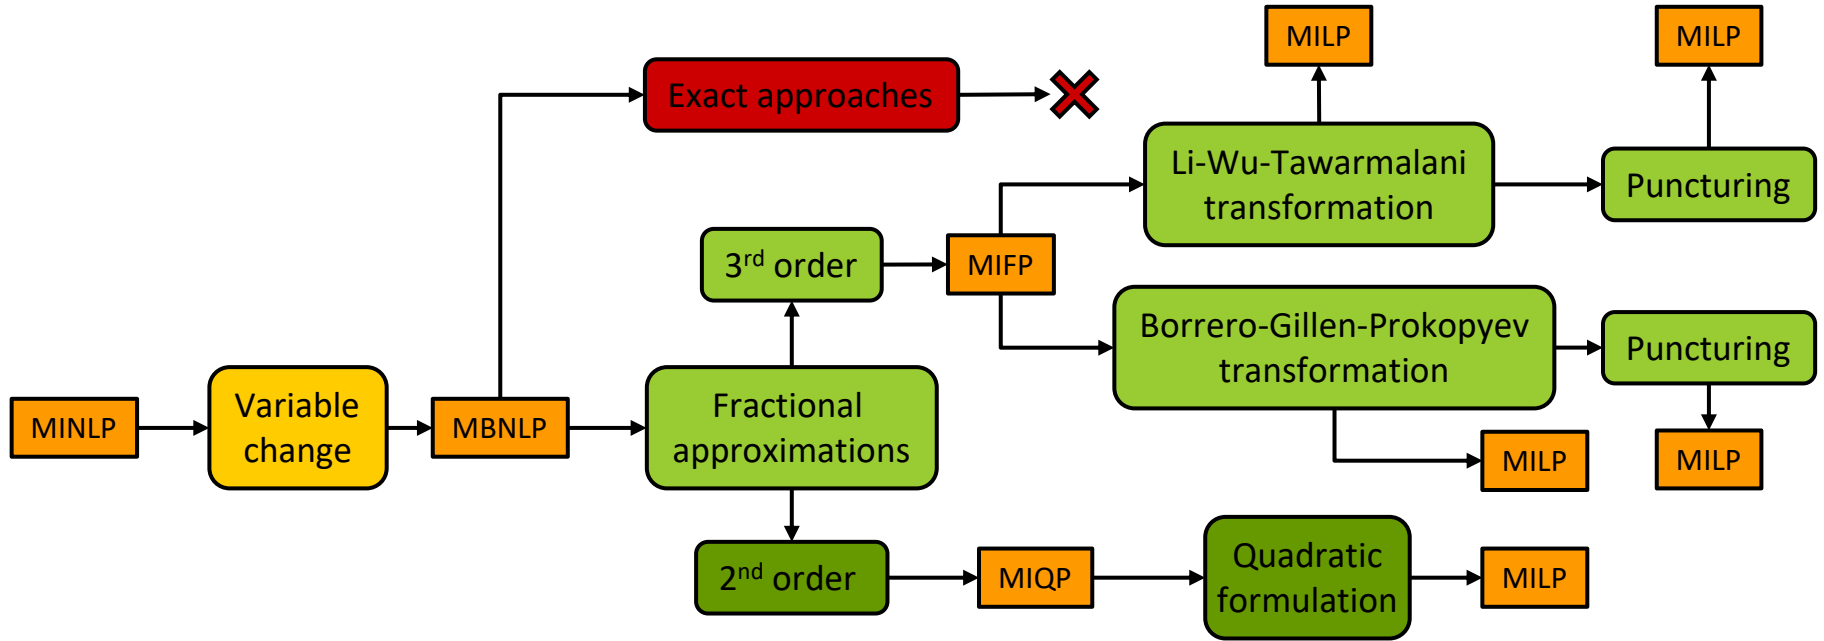 MILP
MILP
Exact approaches
Li-Wu-Tawarmalani
transformation
Puncturing
3rd order
MIFP
Borrero-Gillen-Prokopyev
transformation
Puncturing
MINLP
Variable
change
MBNLP
Fractional
approximations
MILP
MILP
2nd order
MIQP
Quadratic
formulation
MILP